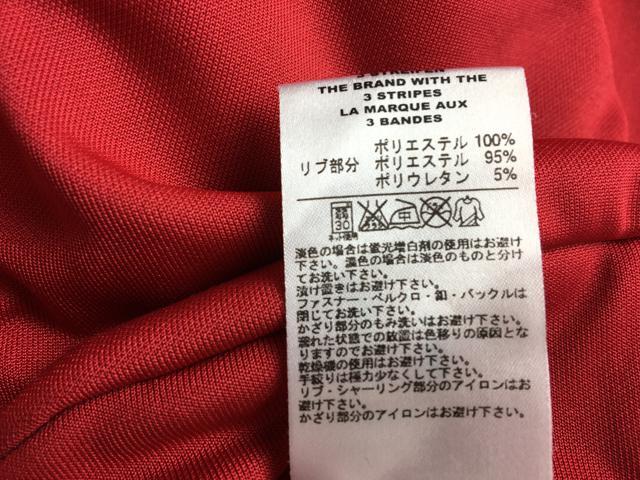 3 STREIFEN
THE BRAND WITH THE
3 STRIPES
LA MARQUE AUX
3 BANDES
ポリエステル 100%
リブ部分 ポリエステル 95%
ポリウレタン 5%
30
ネット使用
淡色の場合は蛍光増白剤の使用はお避け
下さい。濃色の場合は淡色のものと分け
てお洗い下さい。
漬け置きはお避け下さい。
ファスナー・ベルクロ・釦・バックルは
閉じてお洗い下さい。
かざり部分のもみ洗いはお避け下さい。
濡れた状態での放置は色移りの原因とな
りますのでお避け下さい。
乾燥機の使用はお避け下さい。
手絞りは極力少なくして下さい。
リブ・シャーリング部分のアイロンはお
避け下さい。
かざり部分のアイロンはお避け下さい。